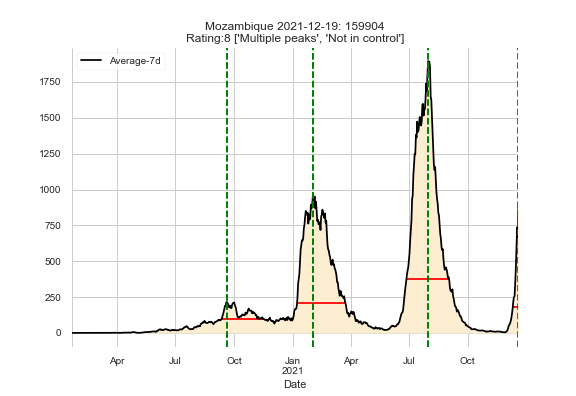 Mozambique 2021-12-19: 159904
Rating:8 ['Multiple peaks', 'Not in control']
Average-7d
1750
1500
1250
1000
750
500
250
0
Apr Jul Oct Jan Apr Jul Oct
2021
Date